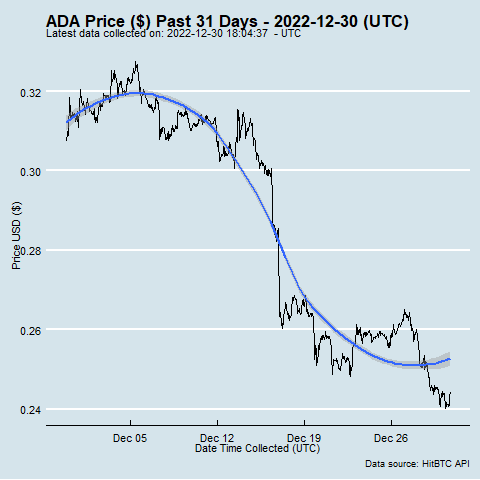 ADA Price ($) Past 31 Days - 2022-12-30 (UTC)
Latest data collected on: 2022-12-30 18:04:37  - UTC
Price USD ($)
0.32
0.30
0.28
0.26
0.24
Dec 05
Dec 12
Dec 19
Dec 26
Date Time Collected (UTC)
Data source: HitBTC API